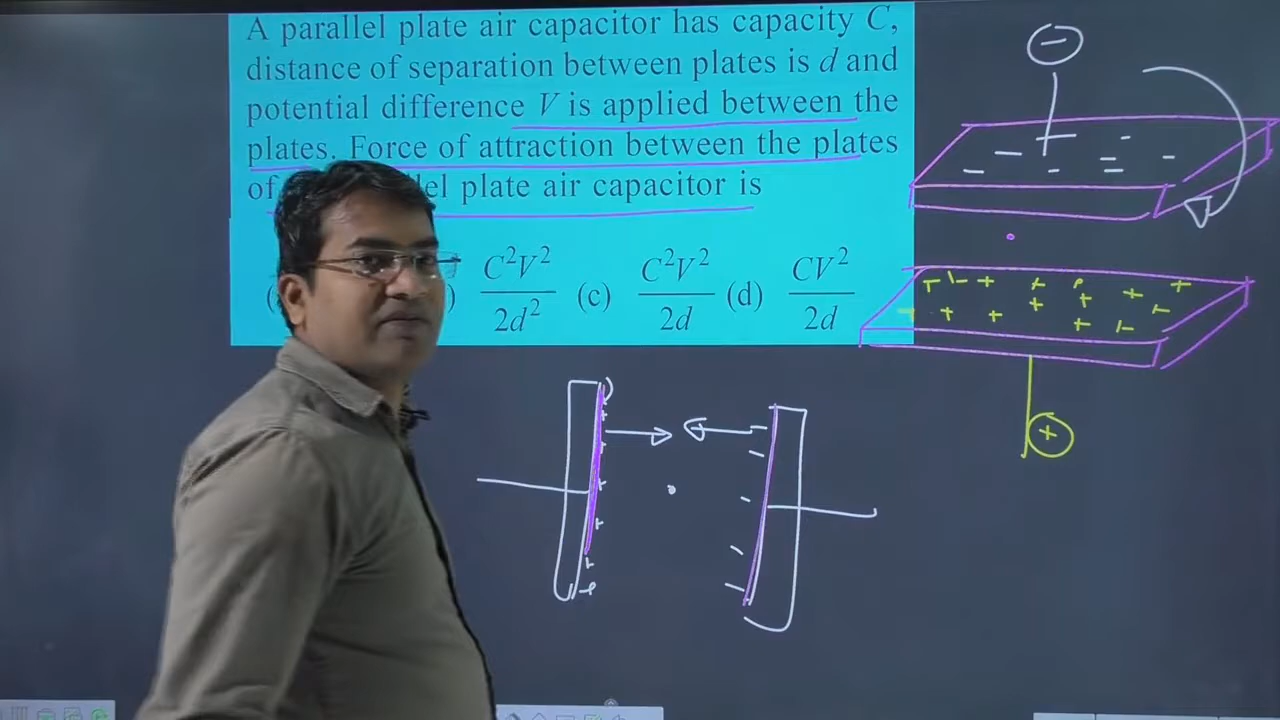 A parallel plate air capacitor has capacity C,
distance of separation between plates is d and
potential difference V is applied between the
plates. Force of attraction between the plates
of plate air capacitor is
C²V²/2d² (c) C²V²/2d (d) CV²/2d